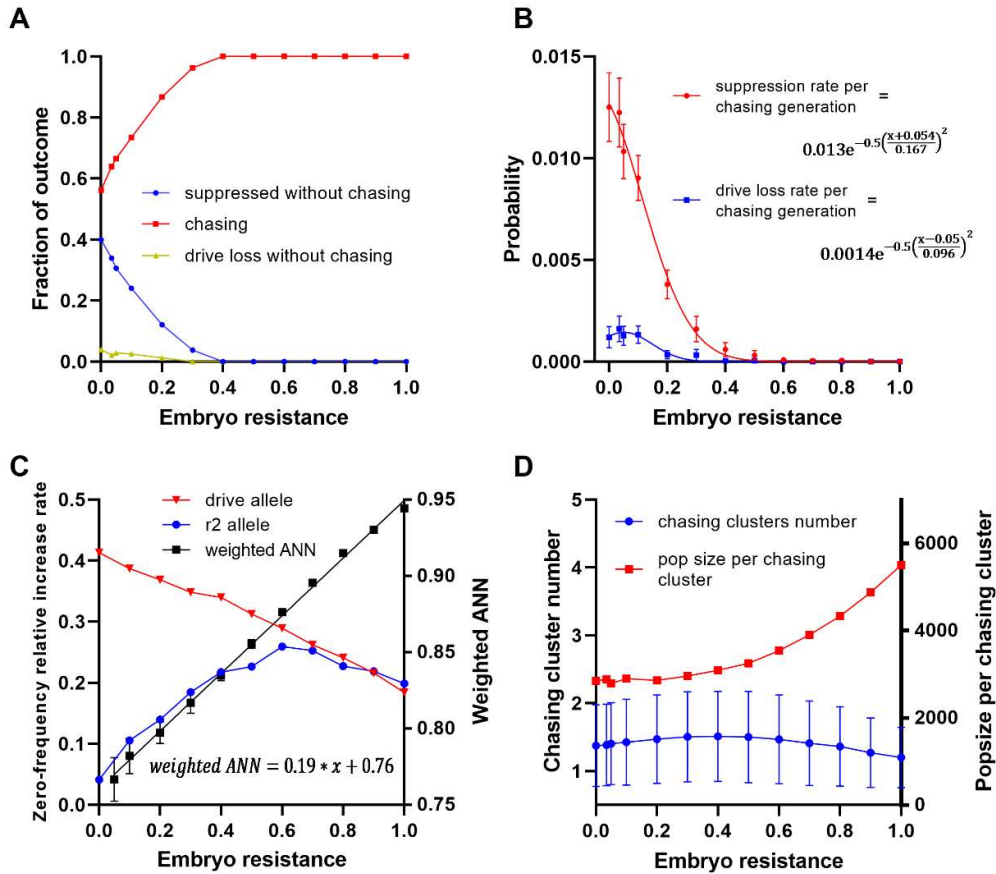 A
1.0
0.8
0.6
0.4
0.2
0.0
Fraction of outcome
suppressed without chasing
chasing
drive loss without chasing
0.0 0.2 0.4 0.6 0.8 1.0
Embryo resistance
B
0.015
0.010
0.005
0.000
Probability
suppression rate per
chasing generation =
0.013e^{-0.5((x+0.054)/0.167)^2}
drive loss rate per
chasing generation =
0.0014e^{-0.5((x-0.05)/0.096)^2}
0.0 0.2 0.4 0.6 0.8 1.0
Embryo resistance
C
0.5
0.4
0.3
0.2
0.1
0.0
Zero-frequency relative increase rate
drive allele
r2 allele
weighted ANN
0.95
0.90
0.85
0.80
0.75
Weighted ANN
weighted ANN = 0.19 * x + 0.76
0.0 0.2 0.4 0.6 0.8 1.0
Embryo resistance
D
5
4
3
2
1
Chasing cluster number
chasing clusters number
pop size per chasing
cluster
6000
4000
2000
0
Popsize per chasing cluster
0.0 0.2 0.4 0.6 0.8 1.0
Embryo resistance